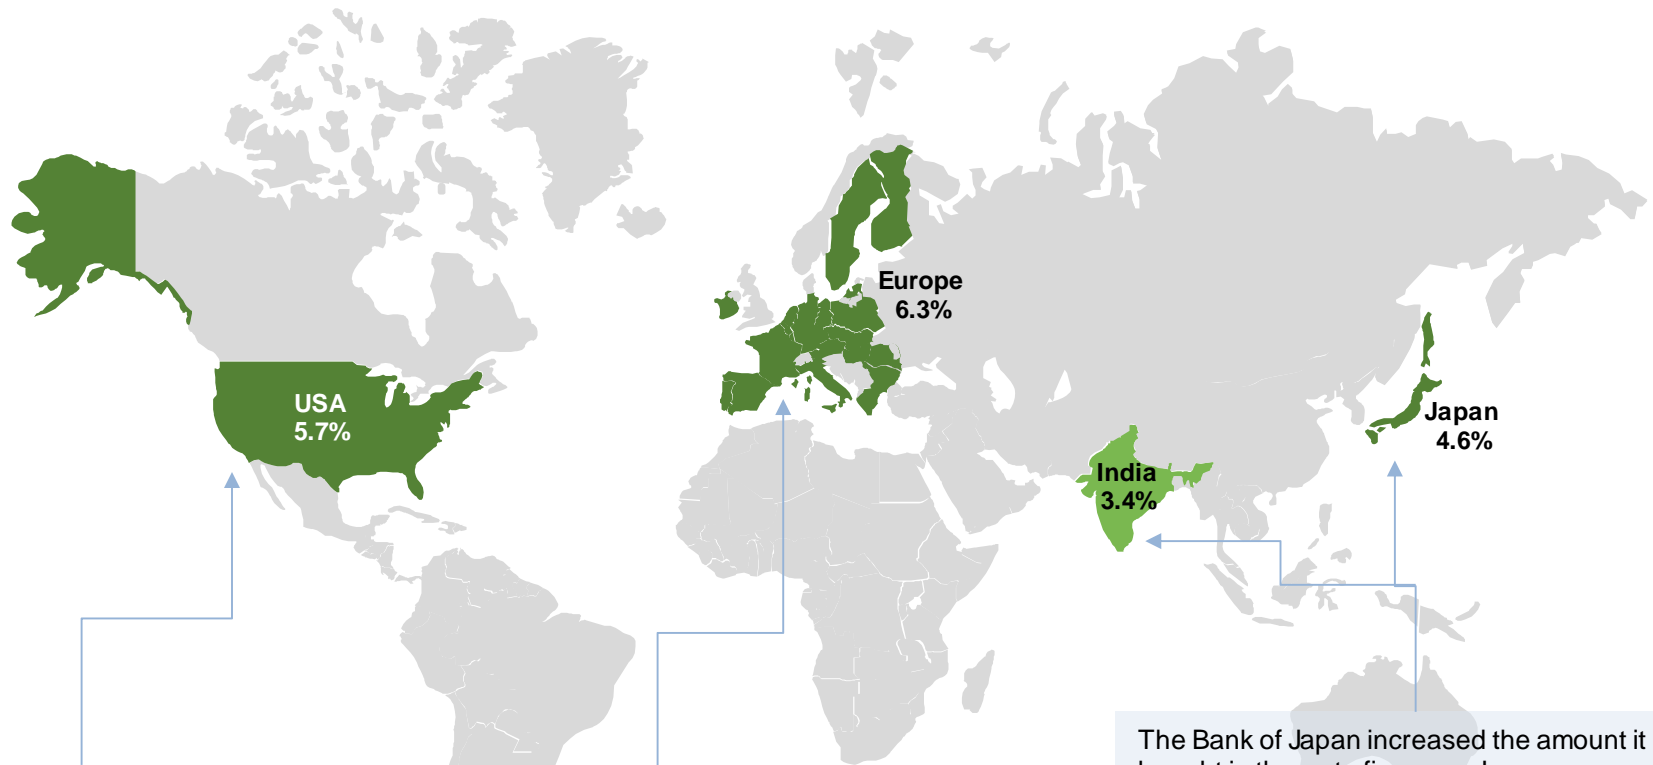 Europe
6.3%
USA
5.7%
Japan
4.6%
India
3.4%
The Bank of Japan increased the amount it